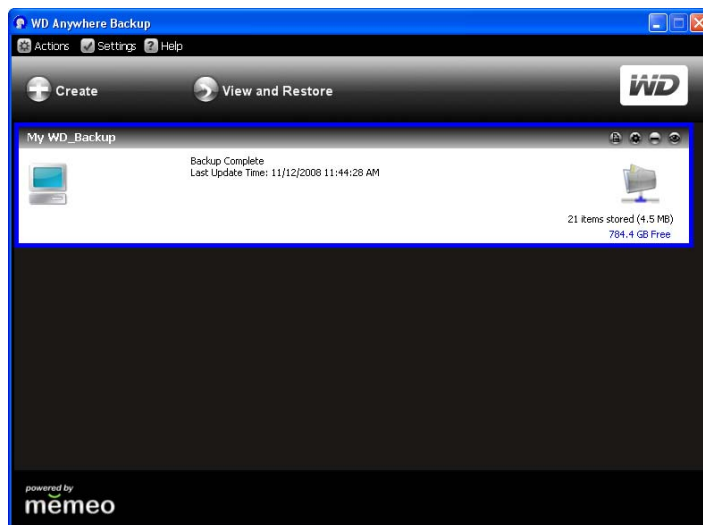 WD Anywhere Backup
Actions Settings Help
Create View and Restore WD
My WD_Backup
Backup Complete
Last Update Time: 11/12/2008 11:44:28 AM
21 items stored (4.5 MB)
784.4 GB Free
powered by
mĕmeo